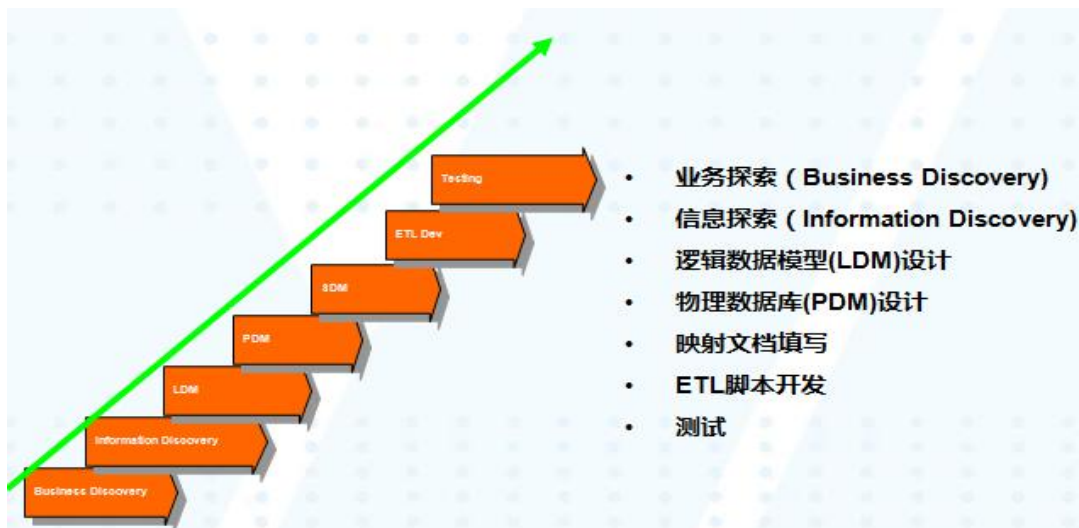 Testing
ETL Dev
SDM
PDM
LDM
Information Discovery
Business Discovery
• 业务探索（Business Discovery)
• 信息探索（Information Discovery)
• 逻辑数据模型(LDM)设计
• 物理数据库(PDM)设计
• 映射文档填写
• ETL脚本开发
• 测试